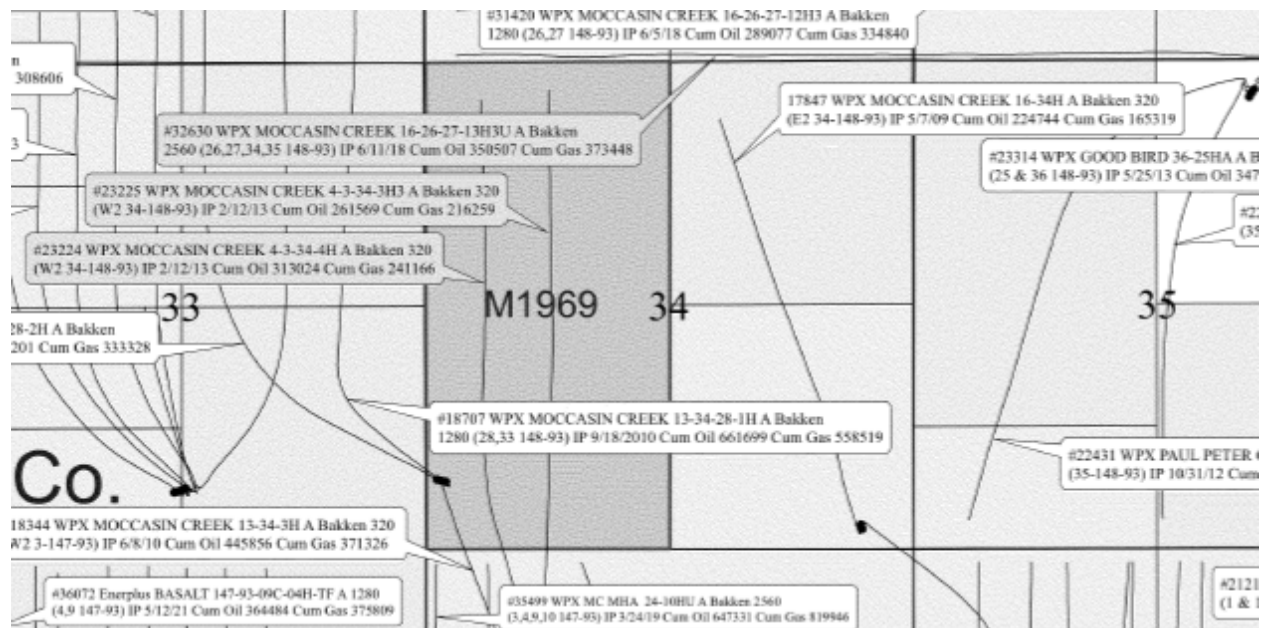 #31420 WPX MOCCASIN CREEK 16-26-27-12H3 A Bakken
1280 (26,27 148-93) IP 6/5/18 Cum Oil 289077 Cum Gas 334840
308606
17847 WPX MOCCASIN CREEK 16-34H A Bakken 320
(E2 34-148-93) IP 5/7/09 Cum Oil 224744 Cum Gas 165319
#32630 WPX MOCCASIN CREEK 16-26-27-13H3U A Bakken
2560 (26,27,34,35 148-93) IP 6/11/18 Cum Oil 350507 Cum Gas 373448
3
#23314 WPX GOOD BIRD 36-25HA A B
(25 & 36 148-93) IP 5/25/13 Cum Oil 347
#23225 WPX MOCCASIN CREEK 4-3-34-3H3 A Bakken 320
(W2 34-148-93) IP 2/12/13 Cum Oil 261569 Cum Gas 216259
#22
(35
#23224 WPX MOCCASIN CREEK 4-3-34-4H A Bakken 320
(W2 34-148-93) IP 2/12/13 Cum Oil 313024 Cum Gas 241166
33
M1969
34
35
28-2H A Bakken
201 Cum Gas 333328
#18707 WPX MOCCASIN CREEK 13-34-28-1H A Bakken
1280 (28,33 148-93) IP 9/18/2010 Cum Oil 661699 Cum Gas 558519
#22431 WPX PAUL PETER
(35-148-93) IP 10/31/12 Cum
Co.
18344 WPX MOCCASIN CREEK 13-34-3H A Bakken 320
W2 3-147-93) IP 6/8/10 Cum Oil 445856 Cum Gas 371326
#36072 Enerplus BASALT 147-93-09C-04H-TF A 1280
(4,9 147-93) IP 5/12/21 Cum Oil 364484 Cum Gas 375809
#35499 WPX MC MHA 24-10HU A Bakken 2560
(3,4,9,10 147-93) IP 3/24/19 Cum Oil 647331 Cum Gas 819946
#2121
(1 &